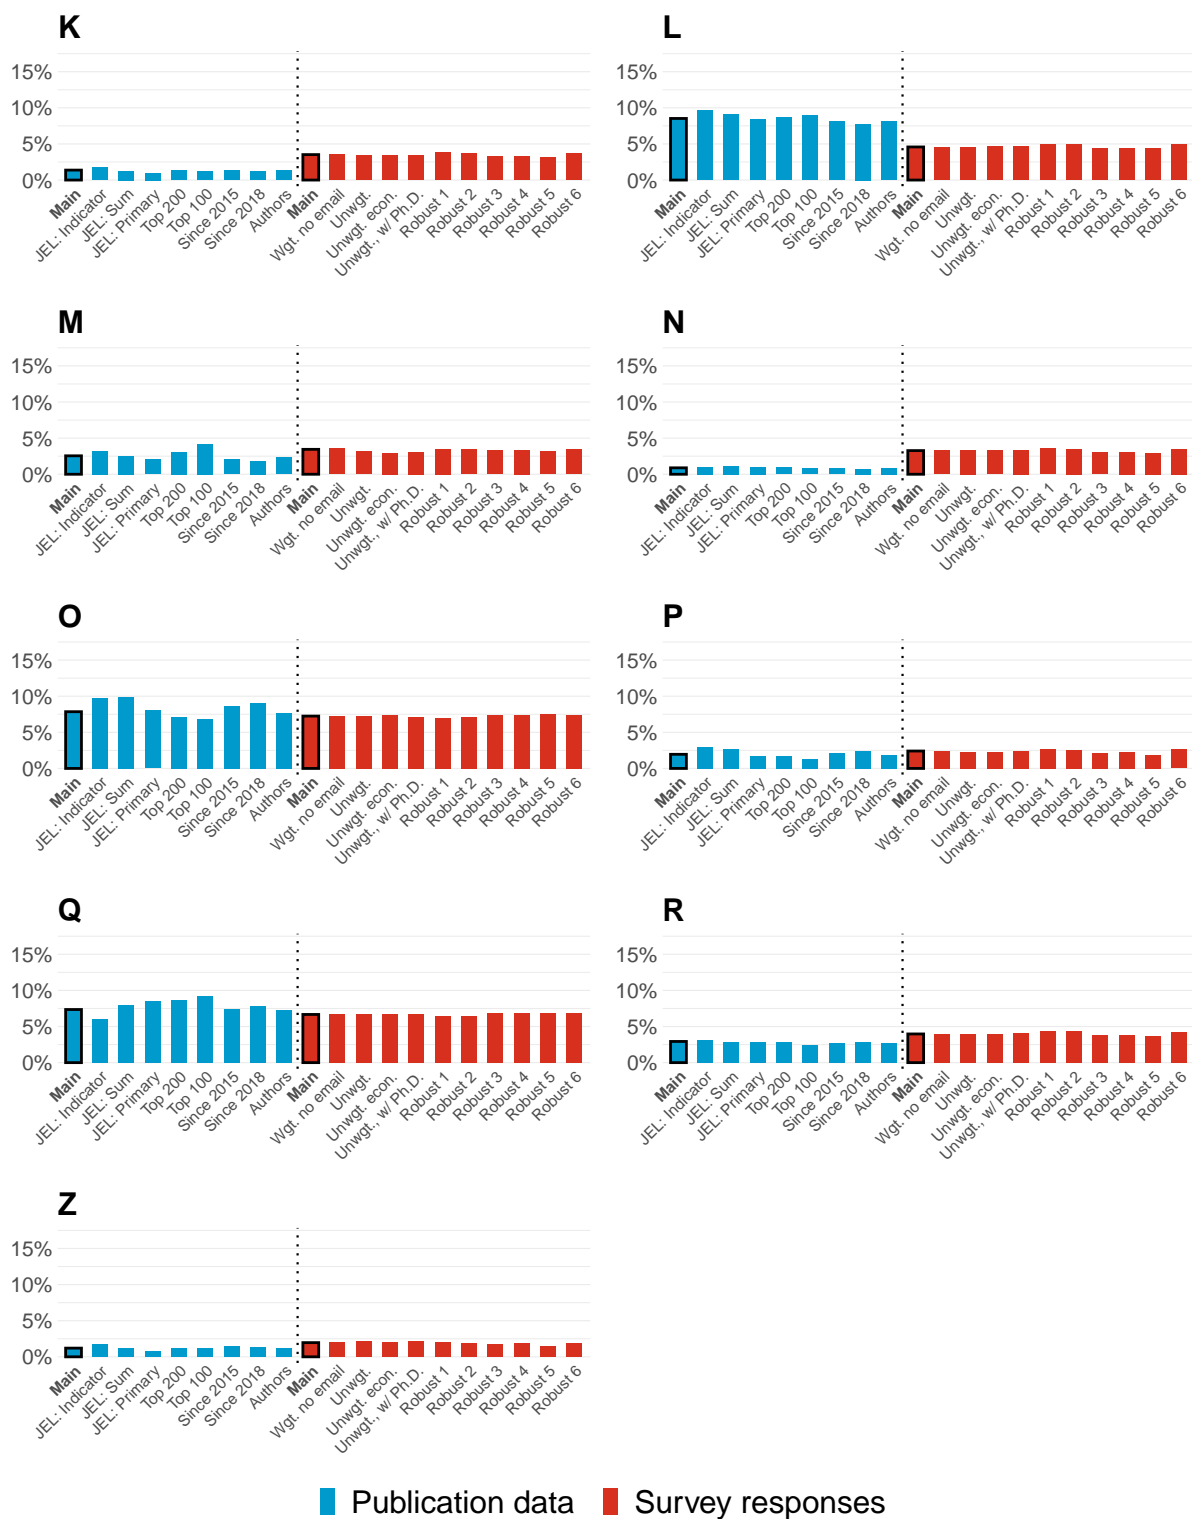 K
15%
10%
5%
0%
Main
JEL: Indicator
JEL: Sum
JEL: Primary
Top 200
Top 100
Since 2015
Since 2018
Authors
Main
Wgt. no email
Unwgt.
Unwgt. econ.
Unwgt., w/ Ph.D.
Robust 1
Robust 2
Robust 3
Robust 4
Robust 5
Robust 6
L
15%
10%
5%
0%
Main
JEL: Indicator
JEL: Sum
JEL: Primary
Top 200
Top 100
Since 2015
Since 2018
Authors
Main
Wgt. no email
Unwgt.
Unwgt. econ.
Unwgt., w/ Ph.D.
Robust 1
Robust 2
Robust 3
Robust 4
Robust 5
Robust 6
M
15%
10%
5%
0%
Main
JEL: Indicator
JEL: Sum
JEL: Primary
Top 200
Top 100
Since 2015
Since 2018
Authors
Main
Wgt. no email
Unwgt.
Unwgt. econ.
Unwgt., w/ Ph.D.
Robust 1
Robust 2
Robust 3
Robust 4
Robust 5
Robust 6
N
15%
10%
5%
0%
Main
JEL: Indicator
JEL: Sum
JEL: Primary
Top 200
Top 100
Since 2015
Since 2018
Authors
Main
Wgt. no email
Unwgt.
Unwgt. econ.
Unwgt., w/ Ph.D.
Robust 1
Robust 2
Robust 3
Robust 4
Robust 5
Robust 6
O
15%
10%
5%
0%
Main
JEL: Indicator
JEL: Sum
JEL: Primary
Top 200
Top 100
Since 2015
Since 2018
Authors
Main
Wgt. no email
Unwgt.
Unwgt. econ.
Unwgt., w/ Ph.D.
Robust 1
Robust 2
Robust 3
Robust 4
Robust 5
Robust 6
P
15%
10%
5%
0%
Main
JEL: Indicator
JEL: Sum
JEL: Primary
Top 200
Top 100
Since 2015
Since 2018
Authors
Main
Wgt. no email
Unwgt.
Unwgt. econ.
Unwgt., w/ Ph.D.
Robust 1
Robust 2
Robust 3
Robust 4
Robust 5
Robust 6
Q
15%
10%
5%
0%
Main
JEL: Indicator
JEL: Sum
JEL: Primary
Top 200
Top 100
Since 2015
Since 2018
Authors
Main
Wgt. no email
Unwgt.
Unwgt. econ.
Unwgt., w/ Ph.D.
Robust 1
Robust 2
Robust 3
Robust 4
Robust 5
Robust 6
R
15%
10%
5%
0%
Main
JEL: Indicator
JEL: Sum
JEL: Primary
Top 200
Top 100
Since 2015
Since 2018
Authors
Main
Wgt. no email
Unwgt.
Unwgt. econ.
Unwgt., w/ Ph.D.
Robust 1
Robust 2
Robust 3
Robust 4
Robust 5
Robust 6
Z
15%
10%
5%
0%
Main
JEL: Indicator
JEL: Sum
JEL: Primary
Top 200
Top 100
Since 2015
Since 2018
Authors
Main
Wgt. no email
Unwgt.
Unwgt. econ.
Unwgt., w/ Ph.D.
Robust 1
Robust 2
Robust 3
Robust 4
Robust 5
Robust 6
Publication data
Survey responses